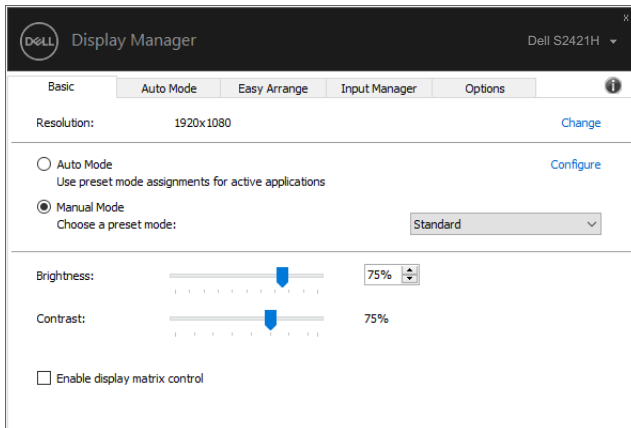 x
DELL Display Manager Dell S2421H
Basic Auto Mode Easy Arrange Input Manager Options i
Resolution: 1920x1080 Change
Auto Mode Configure
Use preset mode assignments for active applications
Manual Mode
Choose a preset mode: Standard
Brightness: 75%
Contrast: 75%
Enable display matrix control